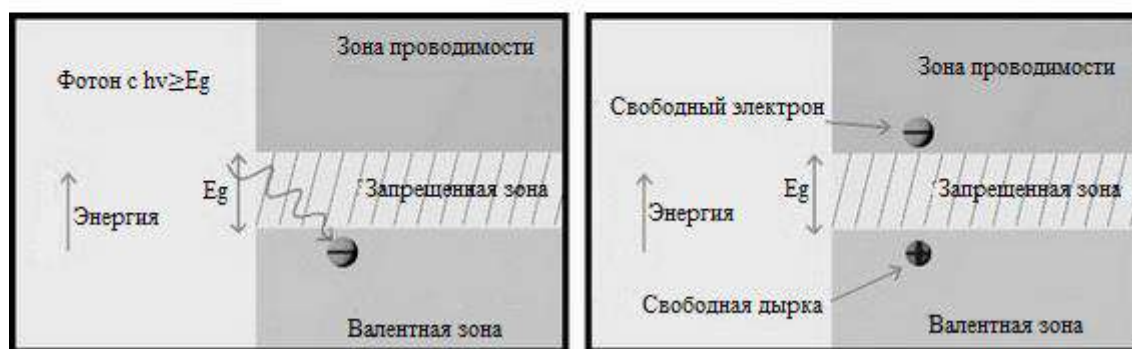 Зона проводимости
Фотон с hν≥Eg
Eg
Запрещенная зона
Энергия
Валентная зона
Зона проводимости
Свободный электрон
Eg
Запрещенная зона
Энергия
Свободная дырка
Валентная зона